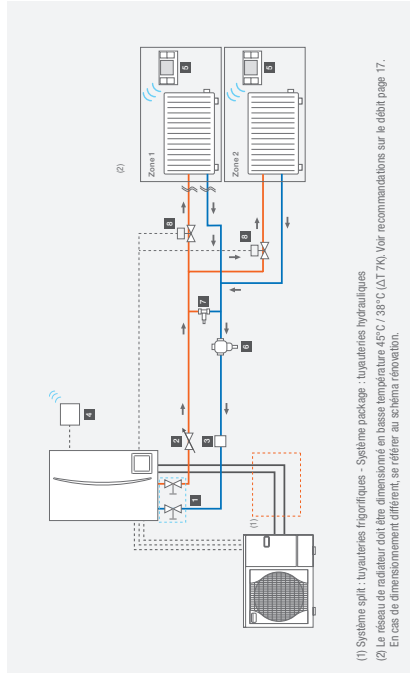 (2)
Zone 1
5
Zone 2
5
8
8
7
6
4
2
3
1
(1)
(1) Système split : tuyauteries frigorifiques - Système package : tuyauteries hydrauliques
(2) Le réseau de radiateur doit être dimensionné en basse température 45°C / 38°C (ΔT 7K). Voir recommandations sur le débit page 17.
En cas de dimensionnement différent, se référer au schéma rénovation.